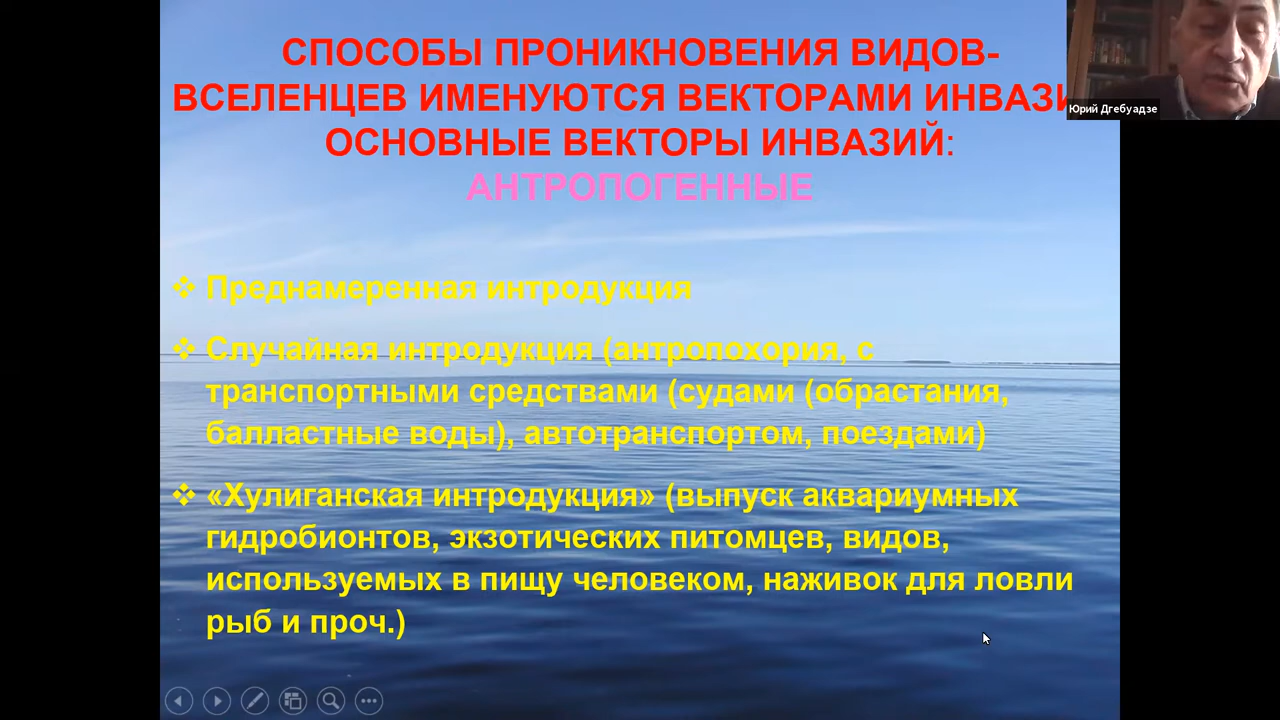 СПОСОБЫ ПРОНИКНОВЕНИЯ ВИДОВ-
ВСЕЛЕНЦЕВ ИМЕНУЮТСЯ ВЕКТОРАМИ
ОСНОВНЫЕ ВЕКТОРЫ ИНВАЗИЙ:
АНТРОПОГЕННЫЕ
Юрий Дгебуадзе
❖ Преднамеренная интродукция
❖ Случайная интродукция (антропохория, с
транспортными средствами (судами (обрастания,
балластные воды), автотранспортом, поездами)
❖ «Хулиганская интродукция» (выпуск аквариумных
гидробионтов, экзотических питомцев, видов,
используемых в пищу человеком, наживок для ловли
рыб и проч.)